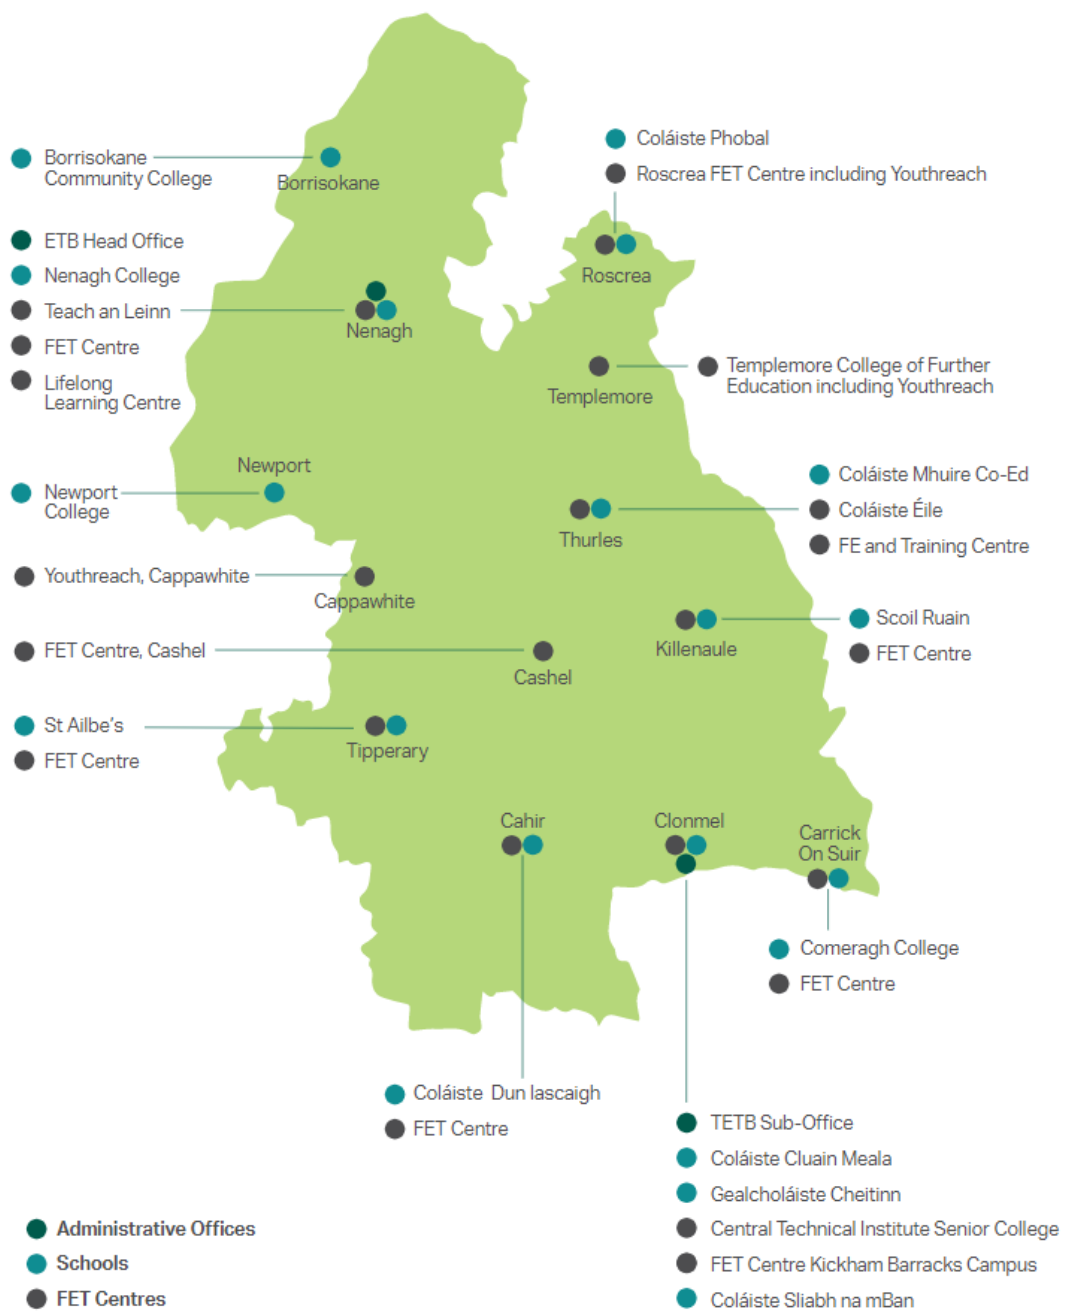 Borrisokane
Community College
Borrisokane
Coláiste Phobal
Roscrea FET Centre including Youthreach
Roscrea
ETB Head Office
Nenagh College
Teach an Leinn
FET Centre
Lifelong
Learning Centre
Nenagh
Templemore
Templemore College of Further
Education including Youthreach
Newport
Newport
College
Coláiste Mhuire Co-Ed
Coláiste Éile
FE and Training Centre
Thurles
Youthreach, Cappawhite
Cappawhite
Scoil Ruain
FET Centre
Killenaule
FET Centre, Cashel
Cashel
St Ailbe's
FET Centre
Tipperary
Cahir
Clonmel
Carrick
On Suir
Comeragh College
FET Centre
Coláiste Dun Iascaigh
FET Centre
TETB Sub-Office
Coláiste Cluain Meala
Gealcholáiste Cheitinn
Central Technical Institute Senior College
FET Centre Kickham Barracks Campus
Coláiste Sliabh na mBan
Administrative Offices
Schools
FET Centres